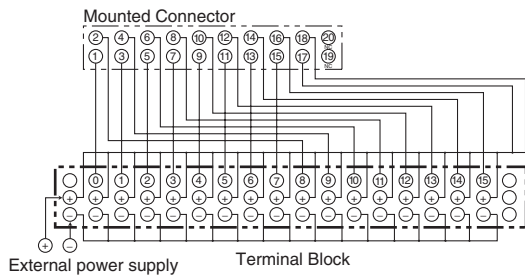 Mounted Connector
2 4 6 8 10 12 14 16 18 20
NC
1 3 5 7 9 11 13 15 17 19
NC
0 1 2 3 4 5 6 7 8 9 10 11 12 13 14 15
+ + + + + + + + + + + + + + + + +
− − − − − − − − − − − − − − − − −
+ −
External power supply
Terminal Block